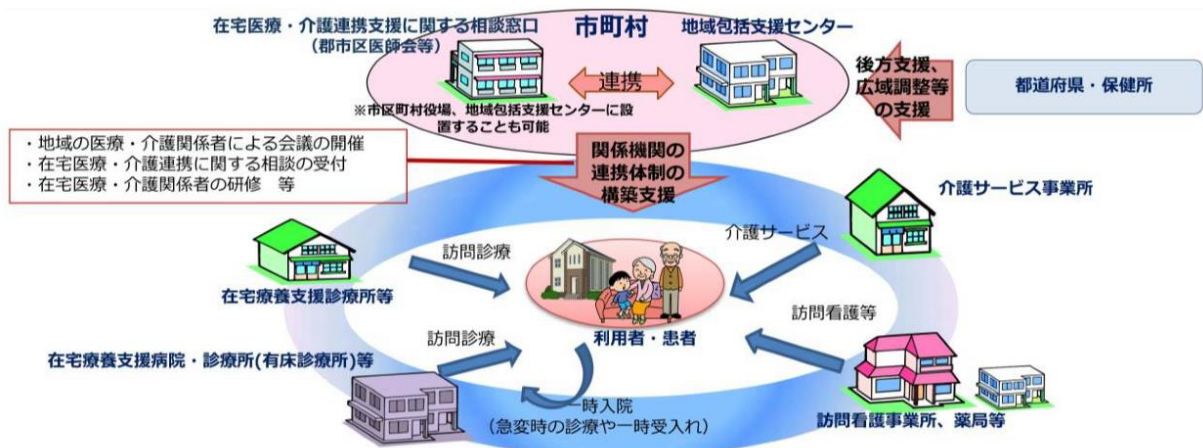 在宅医療・介護連携支援に関する相談窓口
（郡市区医師会等）
市町村
地域包括支援センター
連携
※市区町村役場、地域包括支援センターに設
置することも可能
後方支援、
広域調整等
の支援
都道府県・保健所
・地域の医療・介護関係者による会議の開催
・在宅医療・介護連携に関する相談の受付
・在宅医療・介護関係者の研修　等
関係機関の
連携体制の
構築支援
介護サービス事業所
介護サービス
訪問診療
在宅療養支援診療所等
利用者・患者
訪問看護等
訪問診療
在宅療養支援病院・診療所(有床診療所)等
一時入院
（急変時の診療や一時受入れ）
訪問看護事業所、薬局等